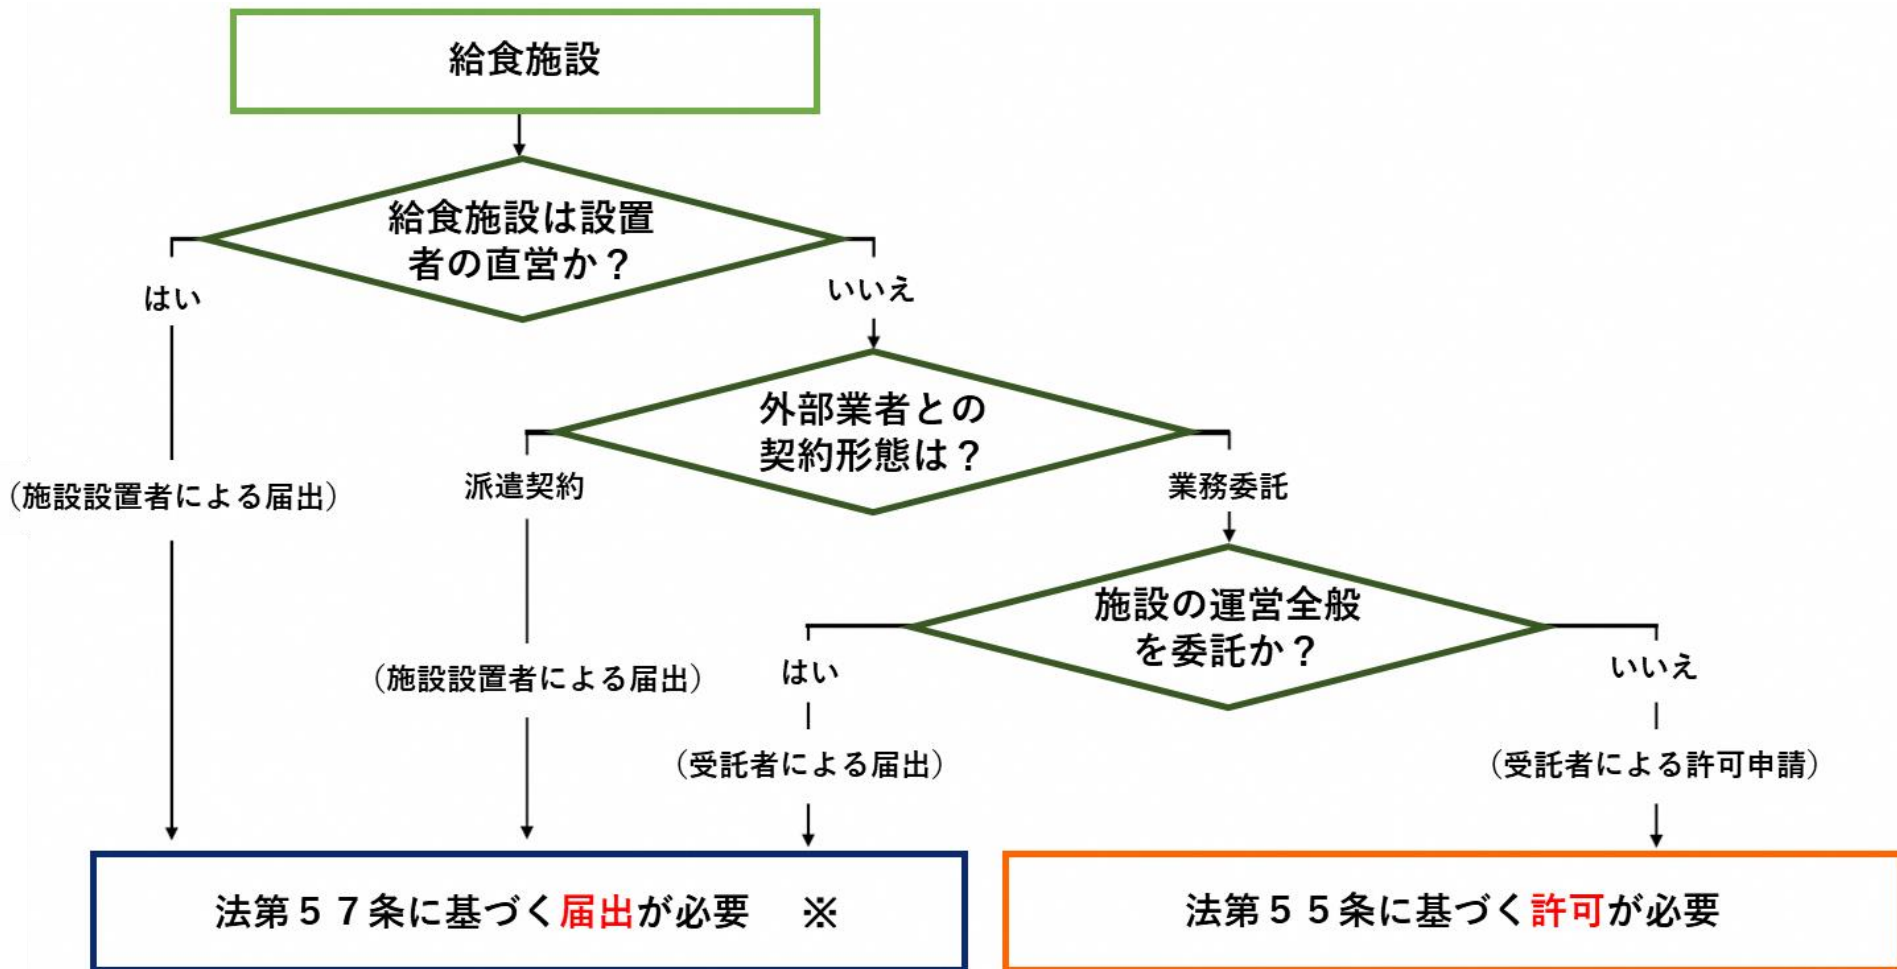 給食施設
給食施設は設置
者の直営か？
はい
いいえ
外部業者との
契約形態は？
（施設設置者による届出）
派遣契約
業務委託
施設の運営全般
を委託か？
（施設設置者による届出）
はい
いいえ
（受託者による届出）
（受託者による許可申請）
法第５７条に基づく届出が必要　※
法第５５条に基づく許可が必要